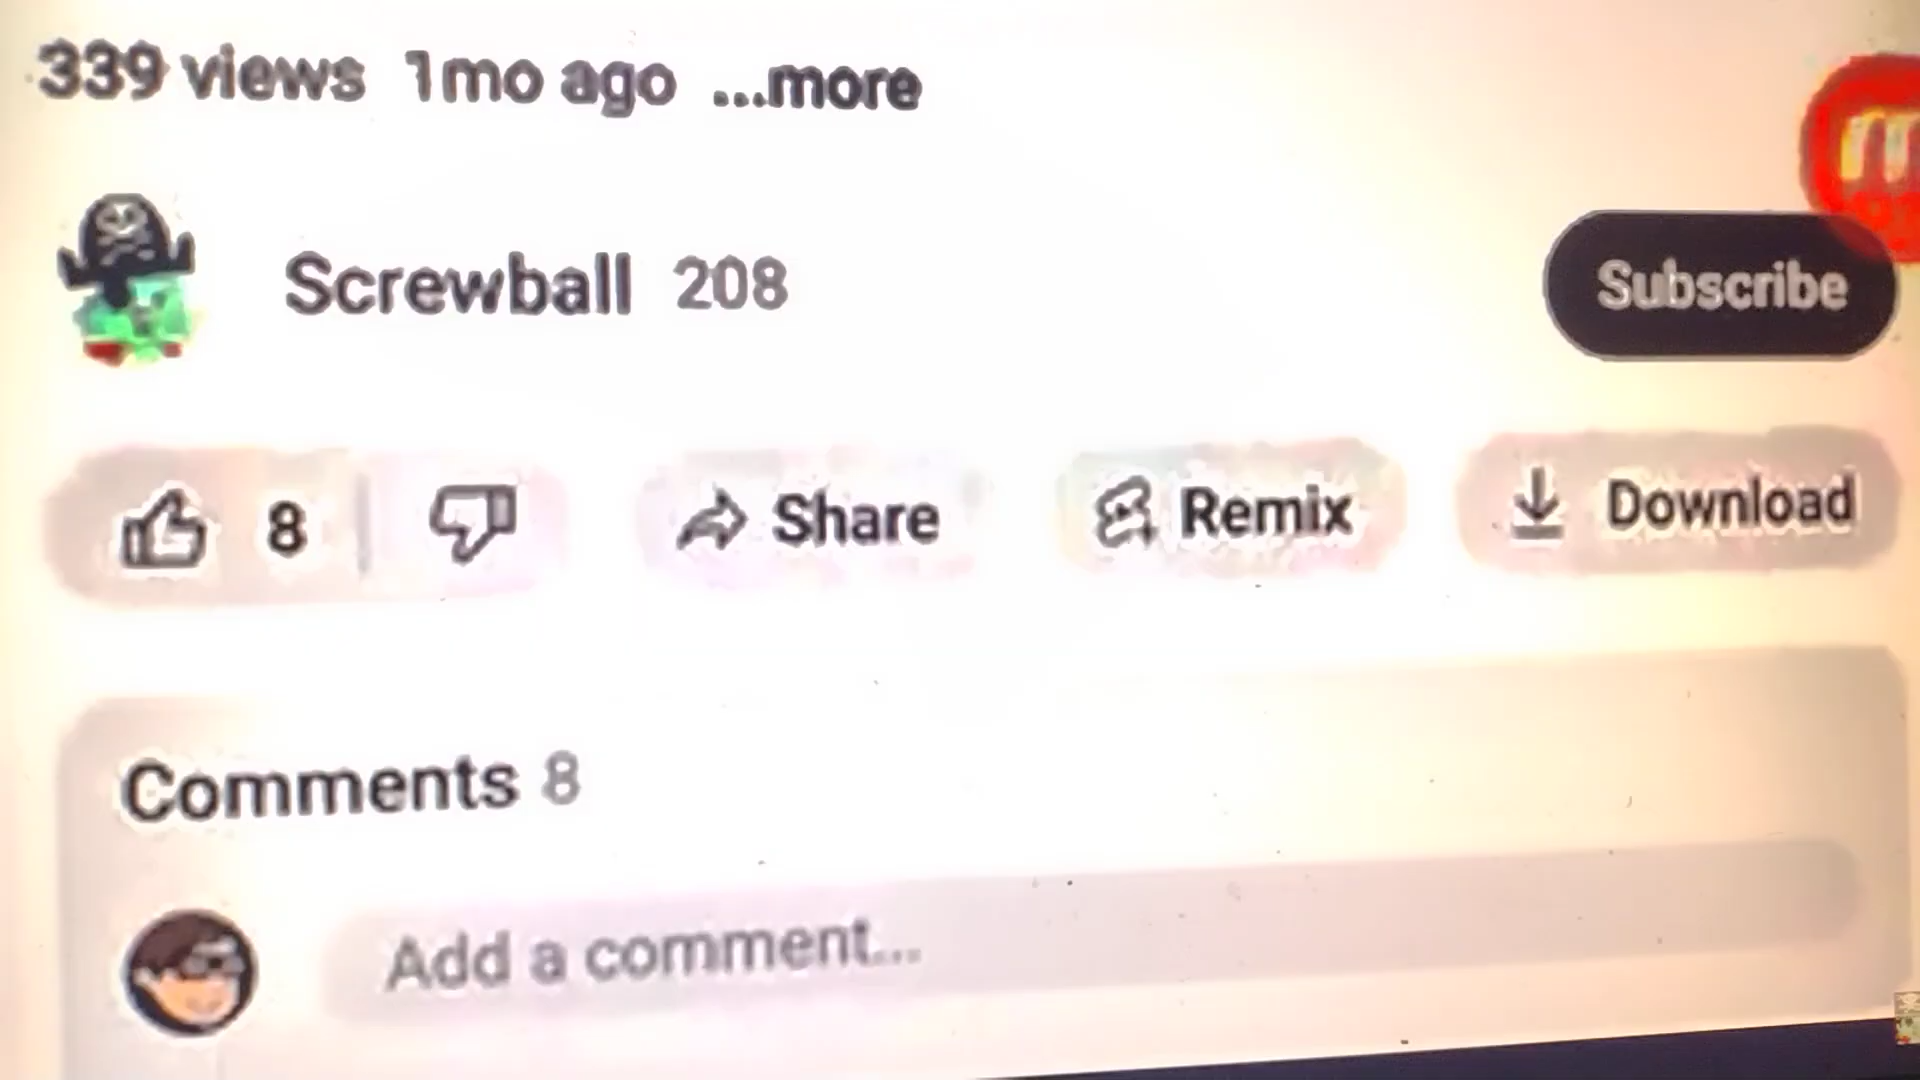 339 views 1mo ago ...more
Screwball 208
Subscribe
8
Share
Remix
Download
Comments 8
Add a comment...